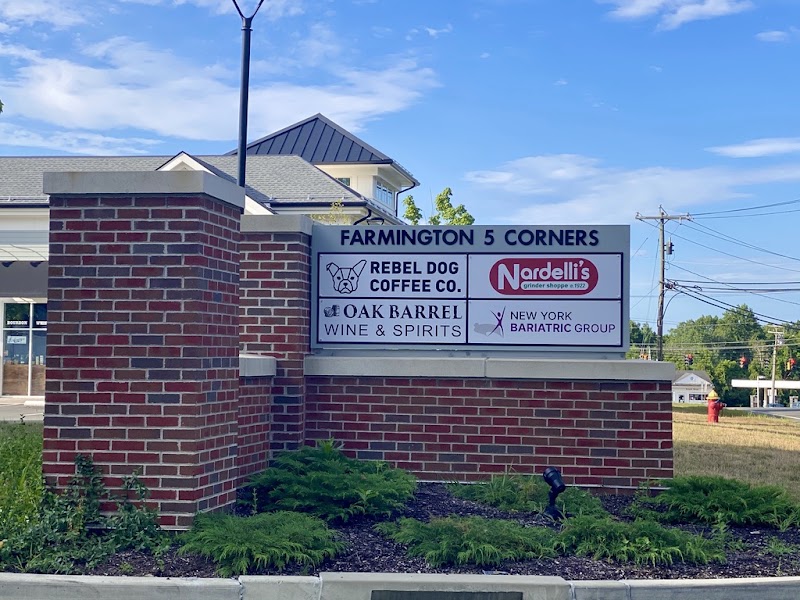 FARMINGTON 5 CORNERS
REBEL DOG
COFFEE CO.
Nardelli's
grinder shoppe e.1922
OAK BARREL
WINE & SPIRITS
NEW YORK
BARIATRIC GROUP
BOURBON